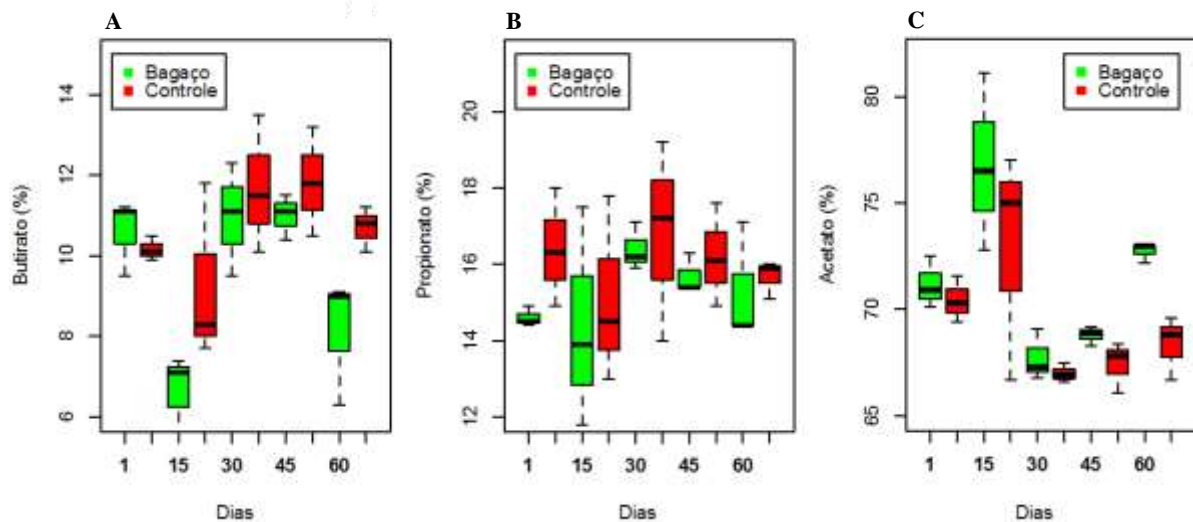 A
Bagaço
Controle
Butirato (%)
14
12
10
8
6
1 15 30 45 60
Dias
B
Bagaço
Controle
Propionato (%)
20
18
16
14
12
1 15 30 45 60
Dias
C
Bagaço
Controle
Acetato (%)
80
75
70
65
1 15 30 45 60
Dias